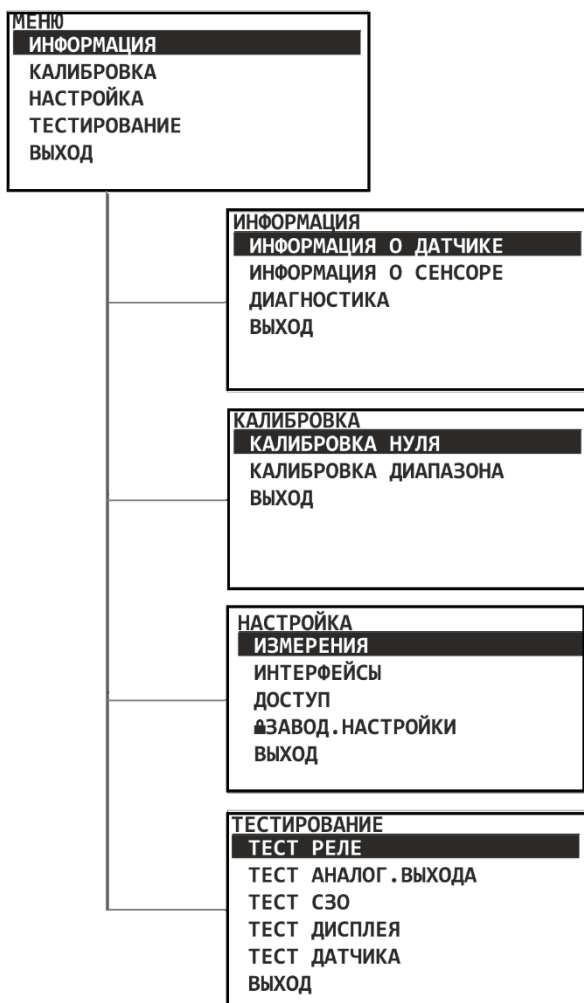 МЕНЮ
ИНФОРМАЦИЯ
КАЛИБРОВКА
НАСТРОЙКА
ТЕСТИРОВАНИЕ
ВЫХОД
ИНФОРМАЦИЯ
ИНФОРМАЦИЯ О ДАТЧИКЕ
ИНФОРМАЦИЯ О СЕНСОРЕ
ДИАГНОСТИКА
ВЫХОД
КАЛИБРОВКА
КАЛИБРОВКА НУЛЯ
КАЛИБРОВКА ДИАПАЗОНА
ВЫХОД
НАСТРОЙКА
ИЗМЕРЕНИЯ
ИНТЕРФЕЙСЫ
ДОСТУП
ЗАВОД.НАСТРОЙКИ
ВЫХОД
ТЕСТИРОВАНИЕ
ТЕСТ РЕЛЕ
ТЕСТ АНАЛОГ.ВЫХОДА
ТЕСТ СЗО
ТЕСТ ДИСПЛЕЯ
ТЕСТ ДАТЧИКА
ВЫХОД